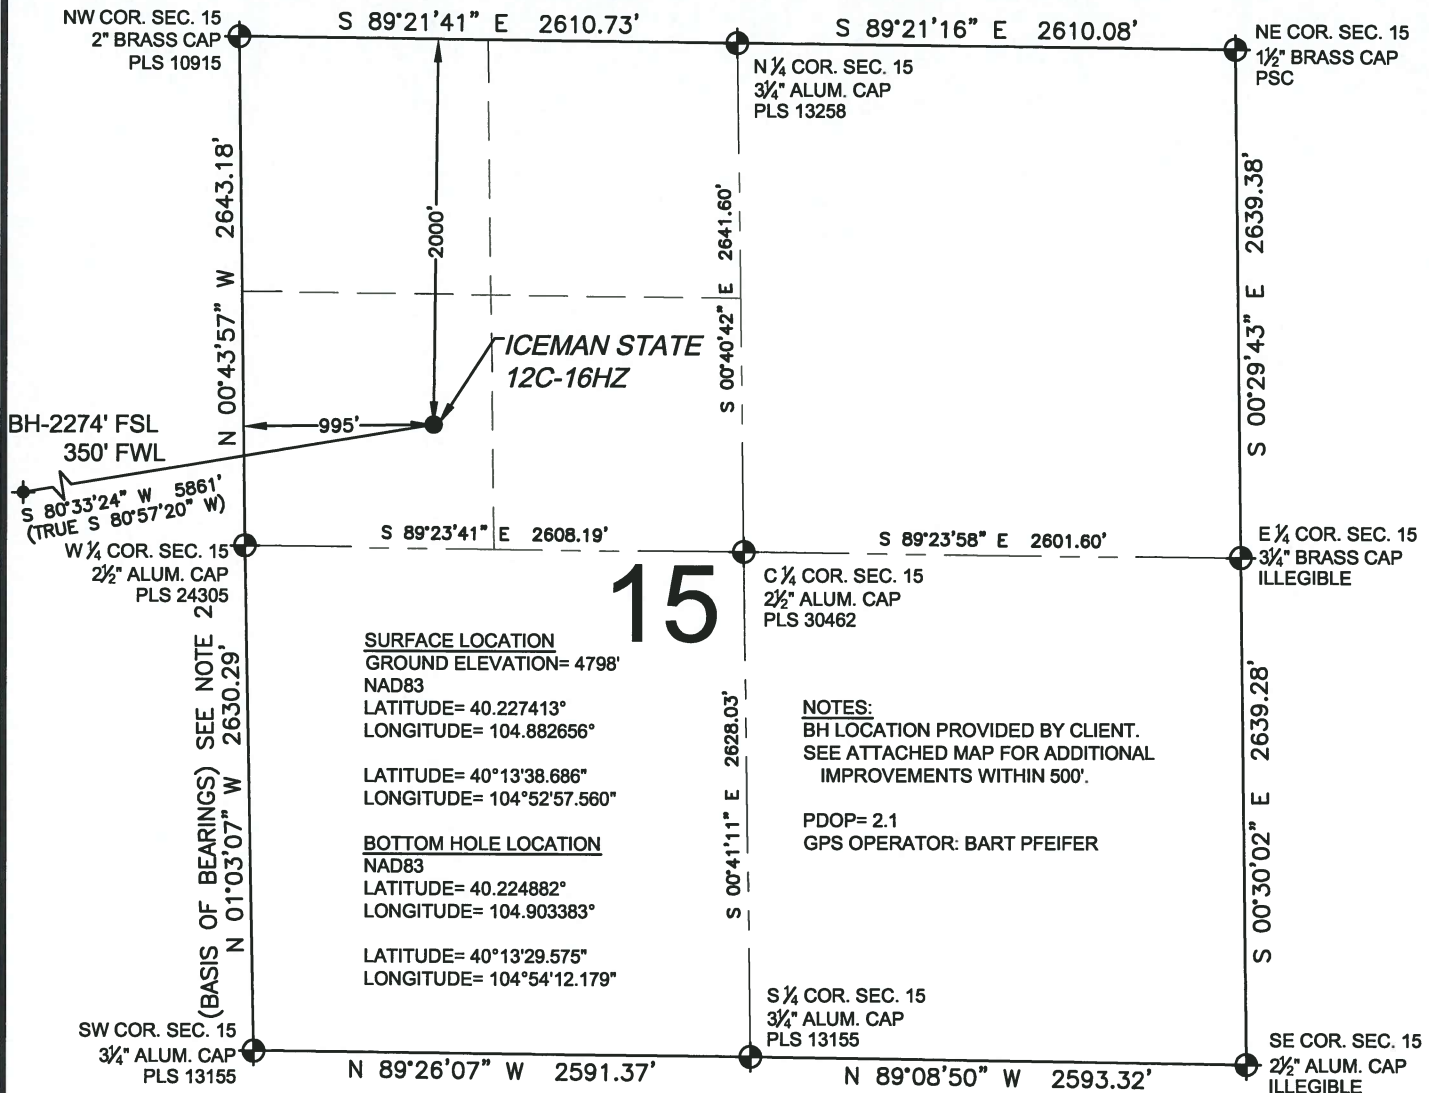 NW COR. SEC. 15
2" BRASS CAP
PLS 10915
S 89°21'41" E 2610.73'
S 89°21'16" E 2610.08'
NE COR. SEC. 15
1½" BRASS CAP
PSC
N ¼ COR. SEC. 15
3¼" ALUM. CAP
PLS 13258
N 00°43'57" W 2643.18'
2000'
S 00°40'42" E 2641.60'
S 00°29'43" E 2639.38'
ICEMAN STATE
12C-16HZ
995'
BH-2274' FSL
350' FWL
S 80°33'24" W 5861'
(TRUE S 80°57'20" W)
W ¼ COR. SEC. 15
2½" ALUM. CAP
PLS 24305
S 89°23'41" E 2608.19'
S 89°23'58" E 2601.60'
E ¼ COR. SEC. 15
3¼" BRASS CAP
ILLEGIBLE
15
C ¼ COR. SEC. 15
2½" ALUM. CAP
PLS 30462
(BASIS OF BEARINGS) SEE NOTE 2
N 01°03'07" W 2630.29'
SURFACE LOCATION
GROUND ELEVATION= 4798'
NAD83
LATITUDE= 40.227413°
LONGITUDE= 104.882656°
LATITUDE= 40°13'38.686"
LONGITUDE= 104°52'57.560"
BOTTOM HOLE LOCATION
NAD83
LATITUDE= 40.224882°
LONGITUDE= 104.903383°
LATITUDE= 40°13'29.575"
LONGITUDE= 104°54'12.179"
S 00°41'11" E 2628.03'
NOTES:
BH LOCATION PROVIDED BY CLIENT.
SEE ATTACHED MAP FOR ADDITIONAL
IMPROVEMENTS WITHIN 500'.
PDOP= 2.1
GPS OPERATOR: BART PFEIFER
S 00°30'02" E 2639.28'
SW COR. SEC. 15
3¼" ALUM. CAP
PLS 13155
N 89°26'07" W 2591.37'
S ¼ COR. SEC. 15
3¼" ALUM. CAP
PLS 13155
N 89°08'50" W 2593.32'
SE COR. SEC. 15
2½" ALUM. CAP
ILLEGIBLE